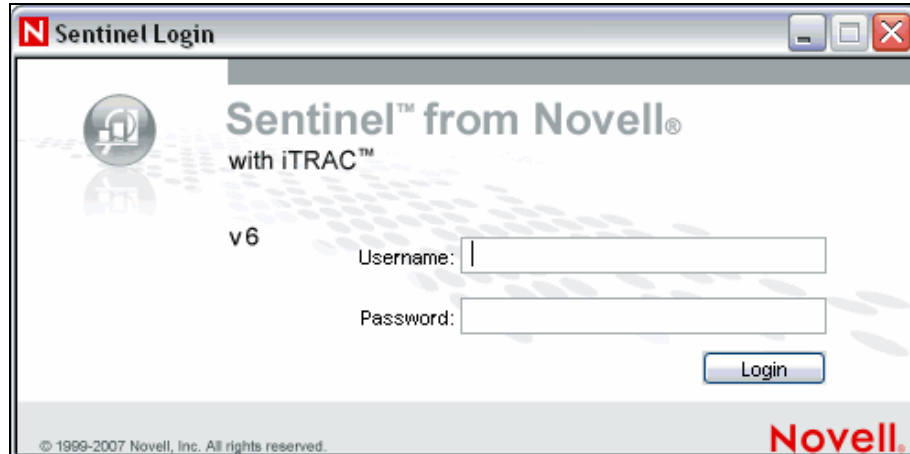 N Sentinel Login
Sentinel™ from Novell®
with iTRAC™
v6
Username:
Password:
Login
© 1999-2007 Novell, Inc. All rights reserved.
Novell.